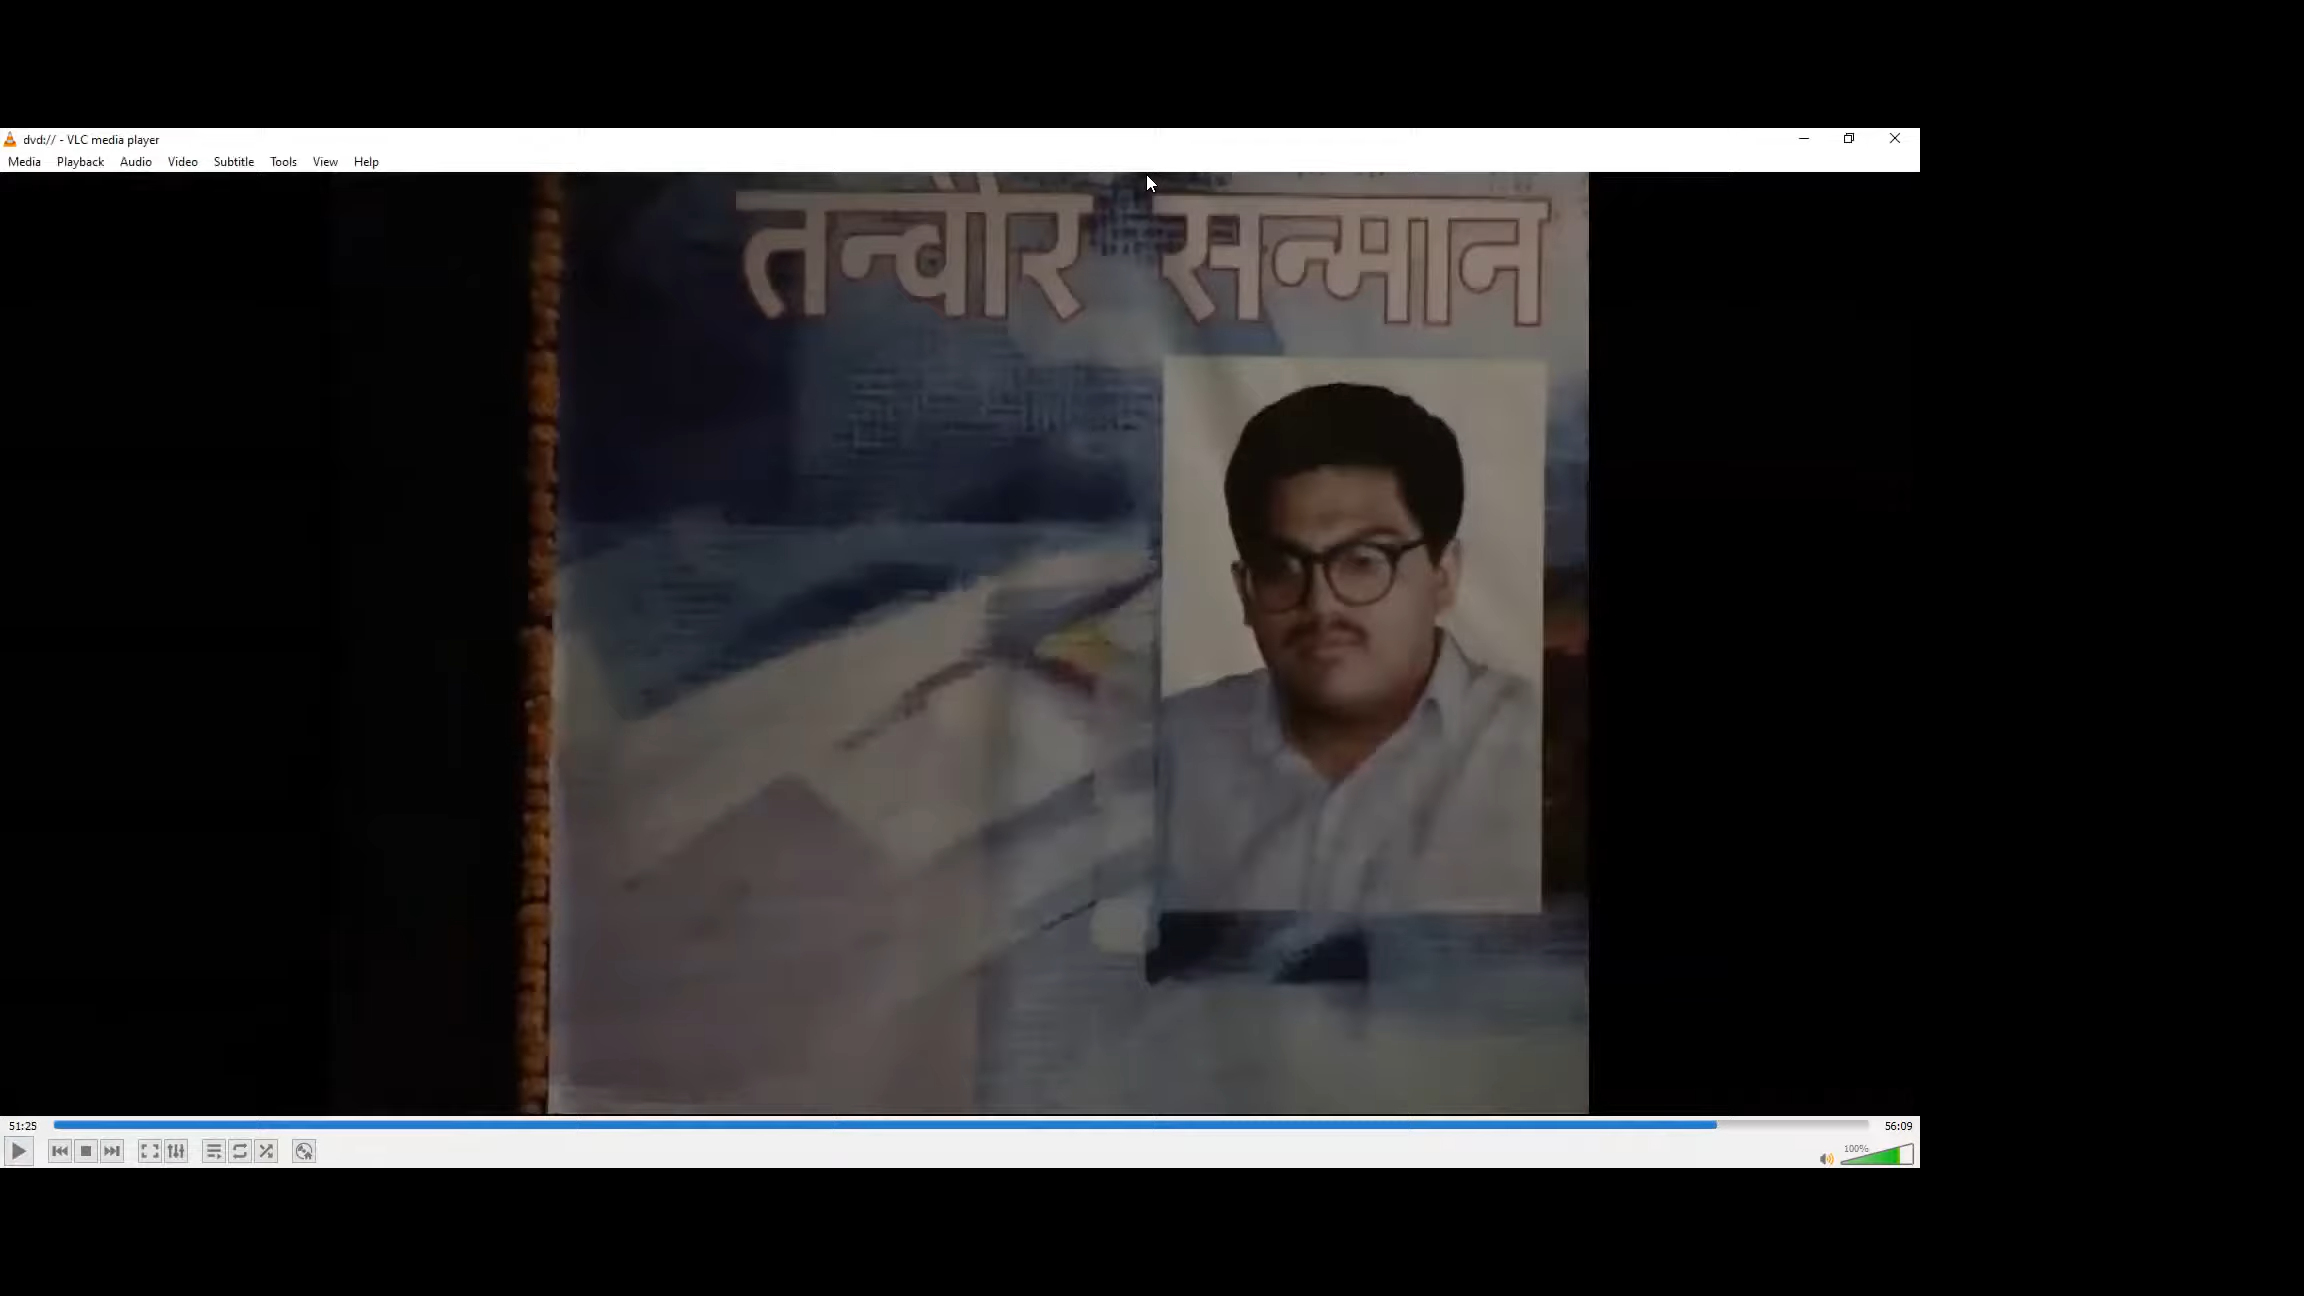 dvd:// - VLC media player
Media Playback Audio Video Subtitle Tools View Help
तन्वीर सन्मान
51:25
56:09
100%